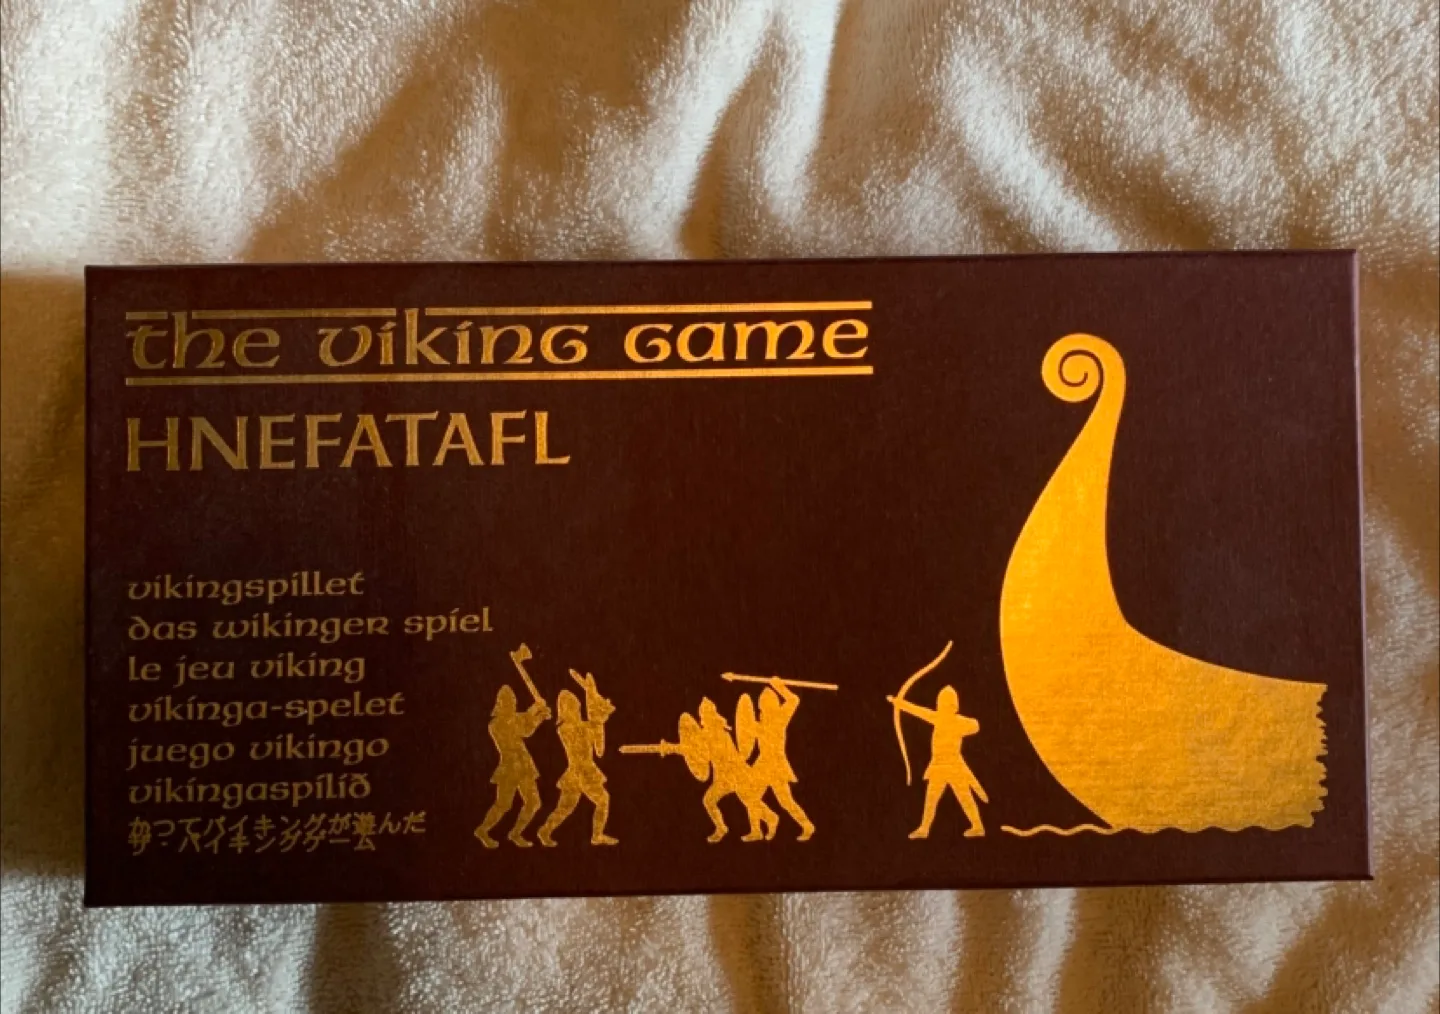 the viking game
HNEFATAFL
vikingspillet
das wikinger spiel
le jeu viking
vikinga-spelet
juego vikingo
vikingaspilið
かつてバイキングが遊んだ
ザ・バイキングゲーム